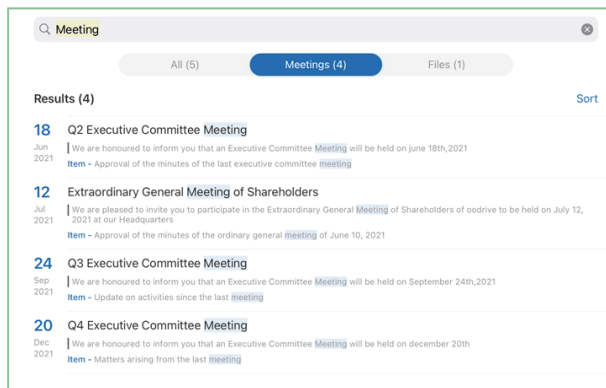 Meeting
All (5)
Meetings (4)
Files (1)
Results (4)
Sort
18
Jun
2021
Q2 Executive Committee Meeting
We are honoured to inform you that an Executive Committee Meeting will be held on june 18th,2021
Item - Approval of the minutes of the last executive committee meeting
12
Jul
2021
Extraordinary General Meeting of Shareholders
We are pleased to invite you to participate in the Extraordinary General Meeting of Shareholders of oodrive to be held on July 12,
2021 at our Headquarters
Item - Approval of the minutes of the ordinary general meeting of June 10, 2021
24
Sep
2021
Q3 Executive Committee Meeting
We are honoured to inform you that an Executive Committee Meeting will be held on September 24th,2021
Item - Update on activities since the last meeting
20
Dec
2021
Q4 Executive Committee Meeting
We are honoured to inform you that an Executive Committee Meeting will be held on december 20th
Item - Matters arising from the last meeting